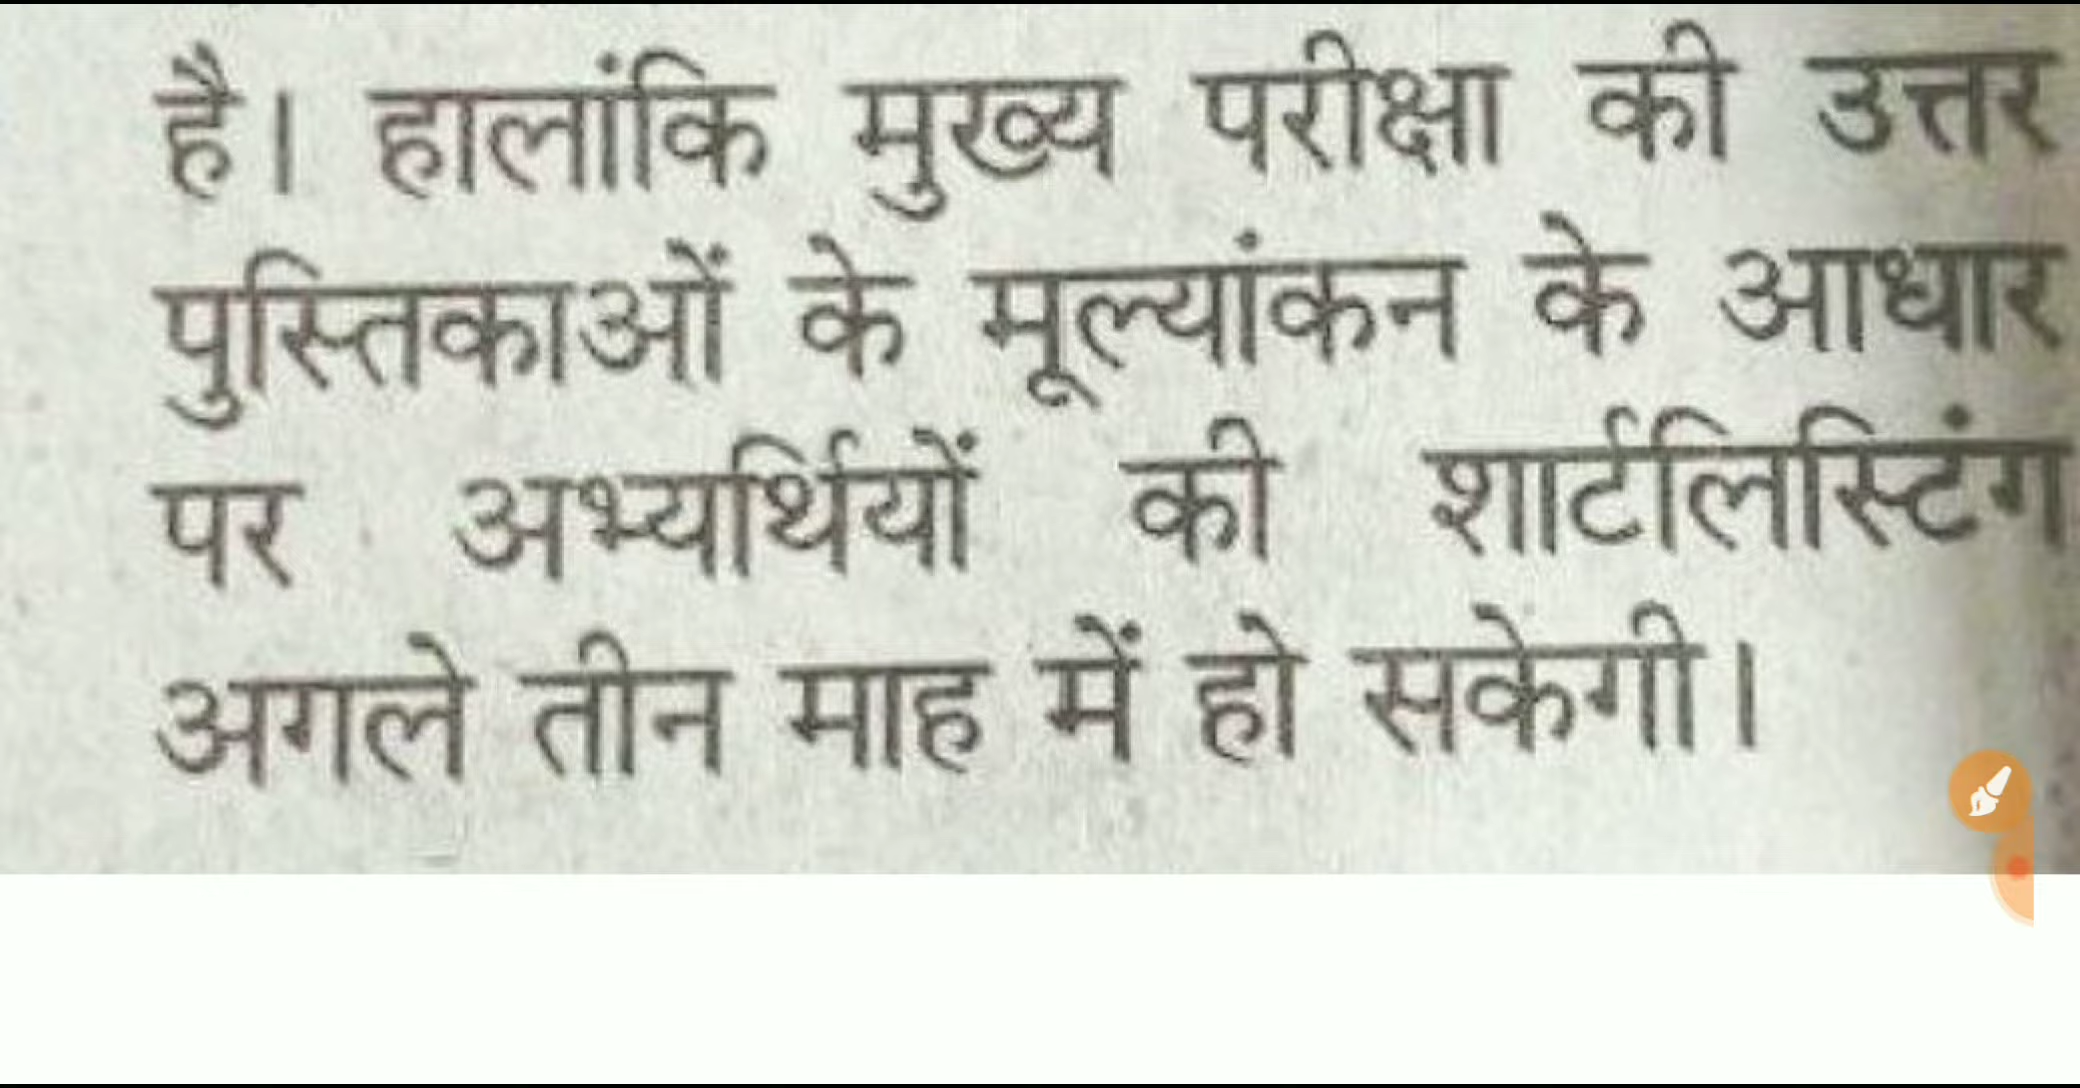 है। हालांकि मुख्य परीक्षा की उत्तर
पुस्तिकाओं के मूल्यांकन के आधार
पर अभ्यर्थियों की शार्टलिस्टिंग
अगले तीन माह में हो सकेगी।